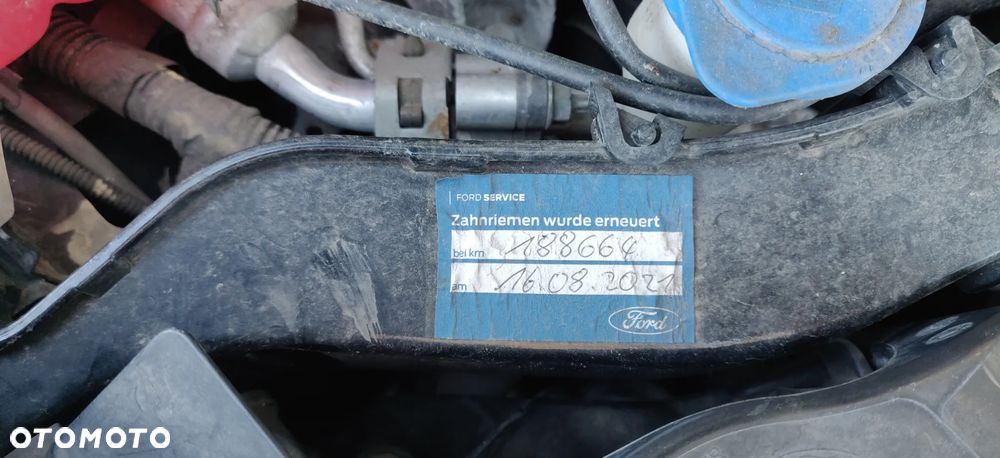 FORD SERVICE
Zahnriemen wurde erneuert
bei km 188664
am 16.08.2021
Ford
OTOMOTO